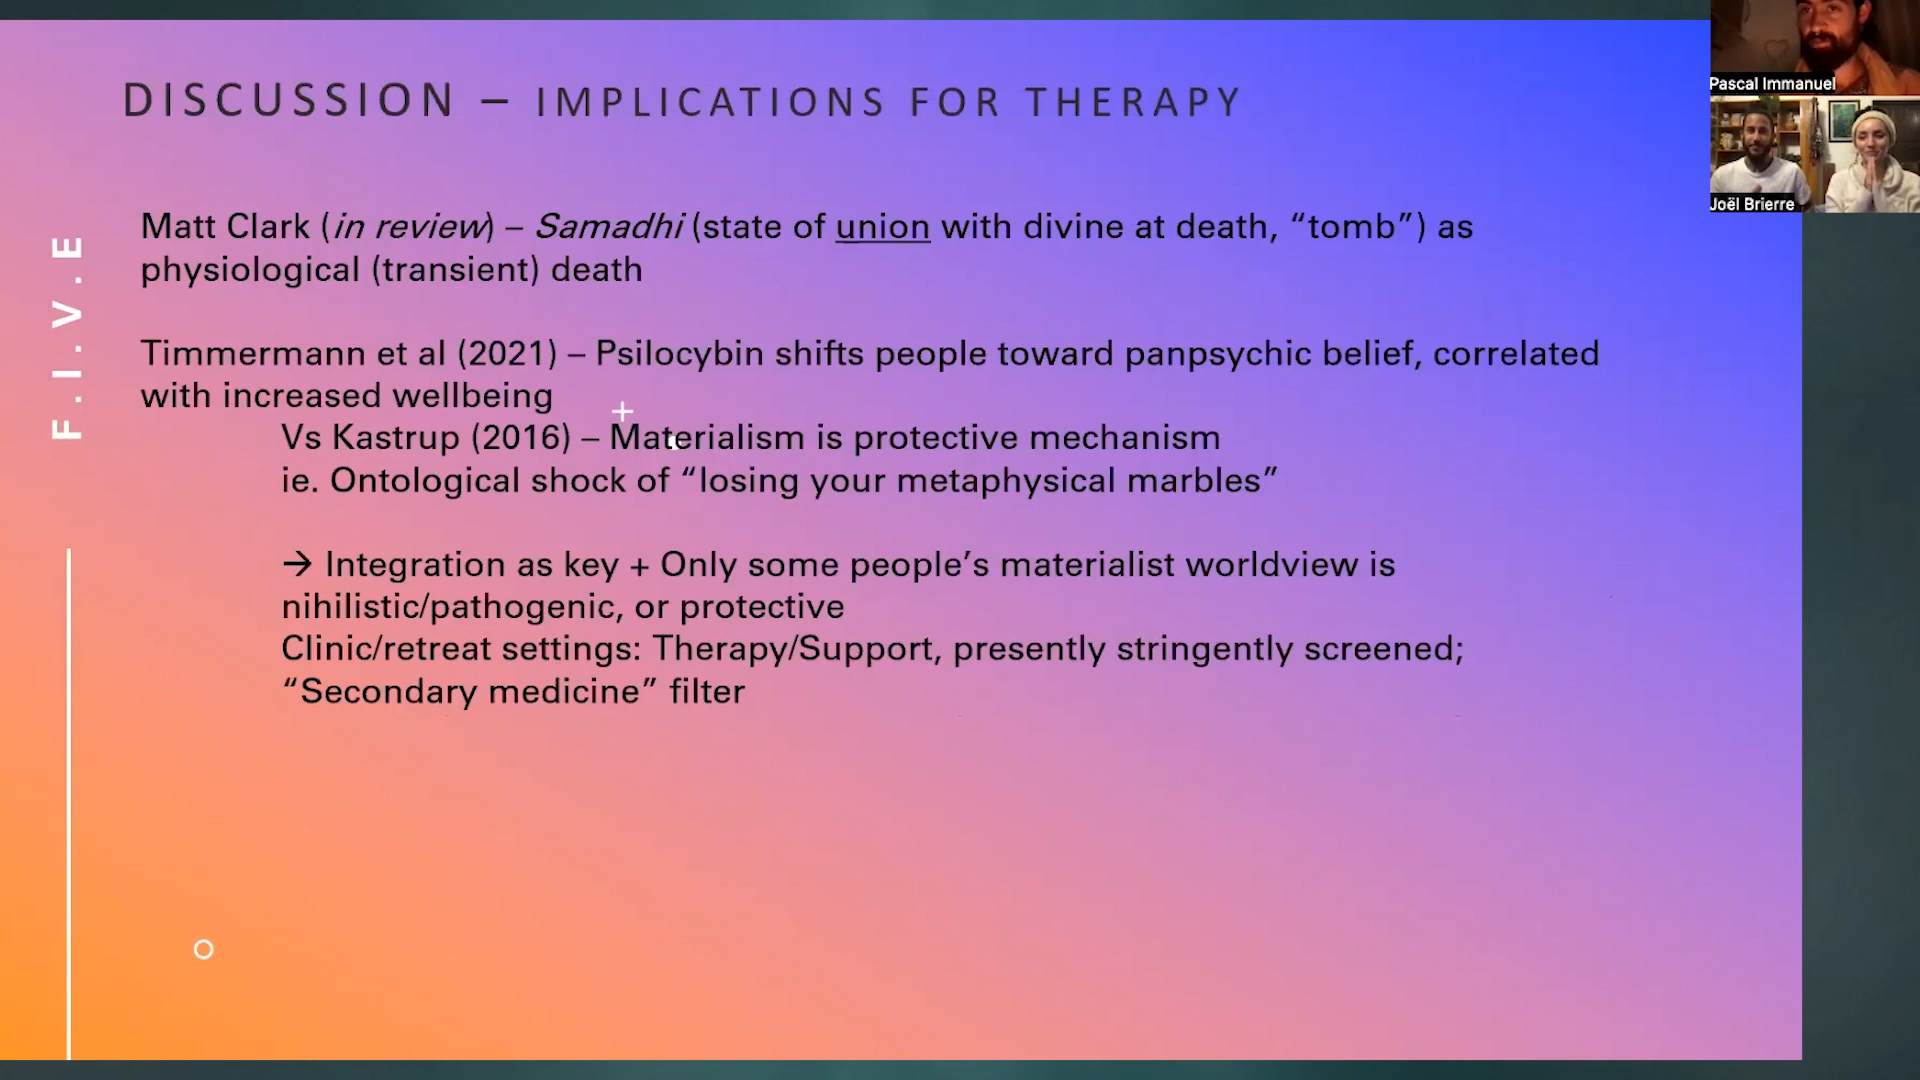 DISCUSSION – IMPLICATIONS FOR THERAPY
Pascal Immanuel
Joël Brierre
F.I.V.E
Matt Clark (in review) – Samadhi (state of union with divine at death, “tomb”) as
physiological (transient) death
Timmermann et al (2021) – Psilocybin shifts people toward panpsychic belief, correlated
with increased wellbeing
Vs Kastrup (2016) – Materialism is protective mechanism
ie. Ontological shock of “losing your metaphysical marbles”
→ Integration as key + Only some people’s materialist worldview is
nihilistic/pathogenic, or protective
Clinic/retreat settings: Therapy/Support, presently stringently screened;
“Secondary medicine” filter